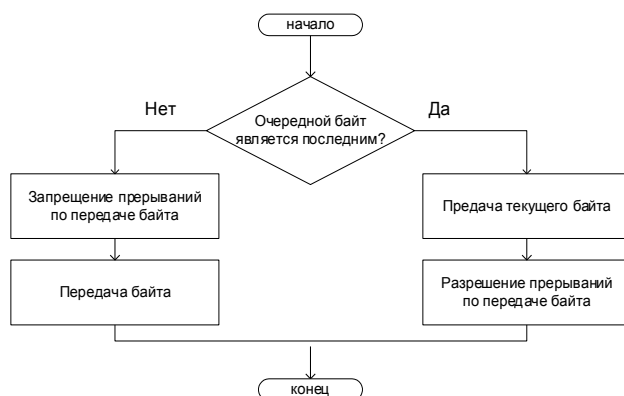 начало
Нет
Да
Очередной байт
является последним?
Запрещение прерываний
по передаче байта
Предача текущего байта
Передача байта
Разрешение прерываний
по передаче байта
конец